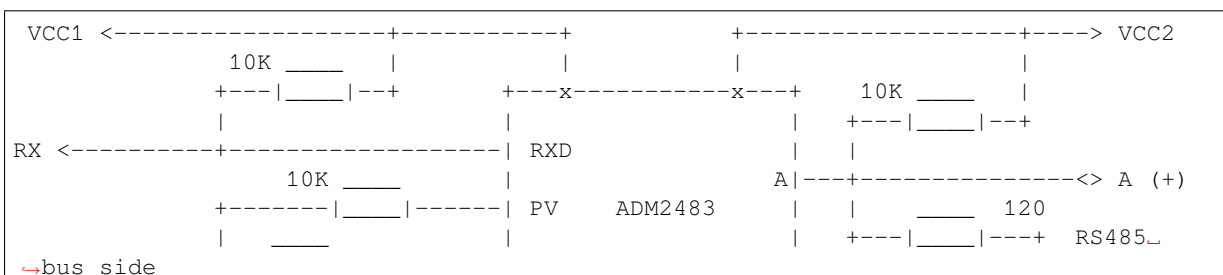 VCC1 <-------------------+-----------+                +-------------------+----> VCC2
              10K ____   |           |                |                   |
             +---|____|--+       +---x----------------x---+    10K ____   |
             |                   |                        |   +---|____|--+
RX <---------+-------------------| RXD                    |   |
                  10K ____       |                       A|---+---------------<> A (+)
             +-------|____|------| PV     ADM2483         |   |    ____  120
             |   ____            |                        |   +---|____|---+  RS485␣
↪bus side